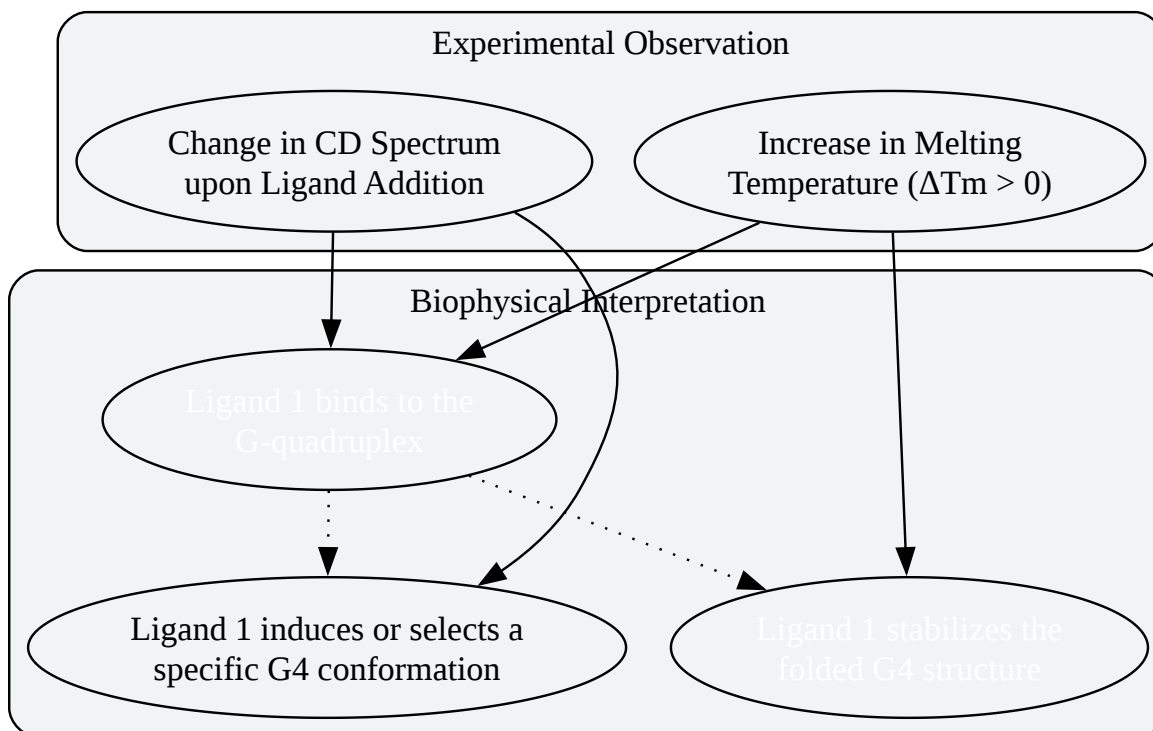 Experimental Observation
Change in CD Spectrum
upon Ligand Addition
Increase in Melting
Temperature (ΔTm > 0)
Biophysical Interpretation
Ligand 1 binds to the
G-quadruplex
Ligand 1 induces or selects a
specific G4 conformation
Ligand 1 stabilizes the
folded G4 structure